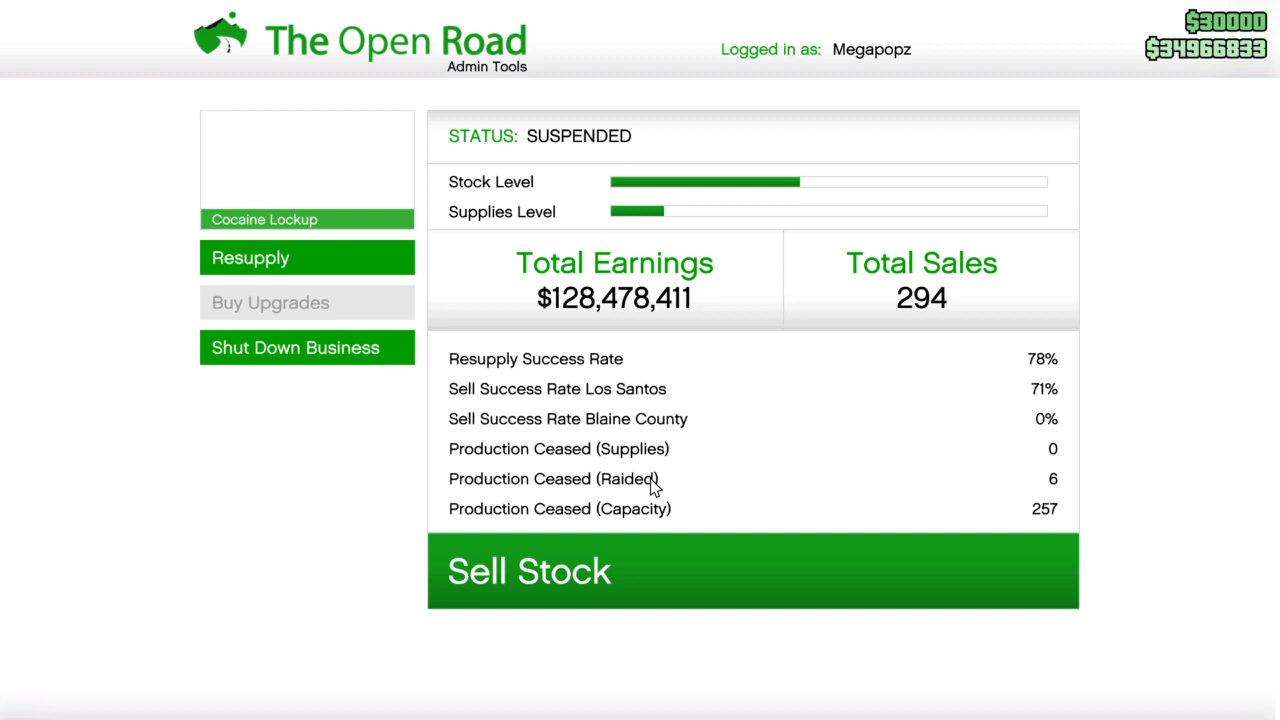 The Open Road
Admin Tools
Logged in as: Megapopz
$30000
$34966833
Cocaine Lockup
Resupply
Buy Upgrades
Shut Down Business
STATUS: SUSPENDED
Stock Level
Supplies Level
Total Earnings
$128,478,411
Total Sales
294
Resupply Success Rate 78%
Sell Success Rate Los Santos 71%
Sell Success Rate Blaine County 0%
Production Ceased (Supplies) 0
Production Ceased (Raided) 6
Production Ceased (Capacity) 257
Sell Stock